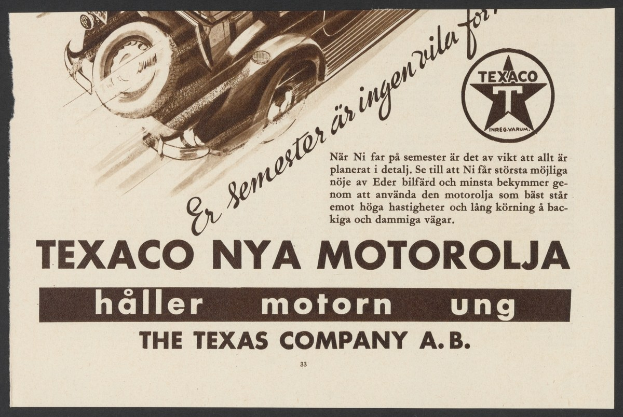 Er semester är ingen vila för
TEXACO
T
INREG. VARUM.
När Ni far på semester är det av vikt att allt är
planerat i detalj. Se till att Ni får största möjliga
nöje av Eder bilfärd och minsta bekymmer ge-
nom att använda den motorolja som bäst står
emot höga hastigheter och lång körning å bac-
kiga och dammiga vägar.
TEXACO NYA MOTOROLJA
håller motorn ung
THE TEXAS COMPANY A.B.
33